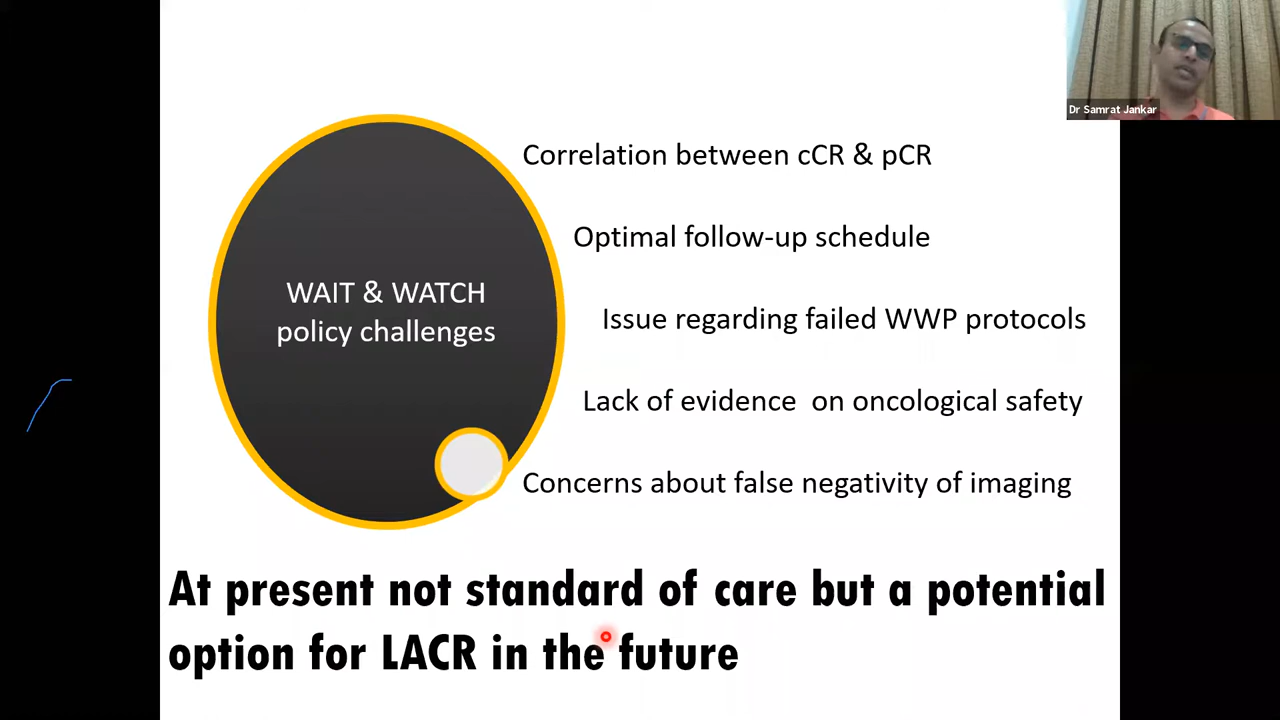 Dr Samrat Jankar
Correlation between cCR & pCR
Optimal follow-up schedule
WAIT & WATCH
policy challenges
Issue regarding failed WWP protocols
Lack of evidence on oncological safety
Concerns about false negativity of imaging
At present not standard of care but a potential
option for LACR in the future